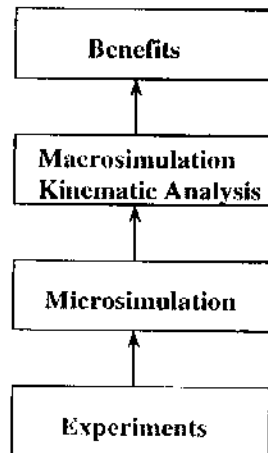 Benefits
Macrosimulation
Kinematic Analysis
Microsimulation
Experiments